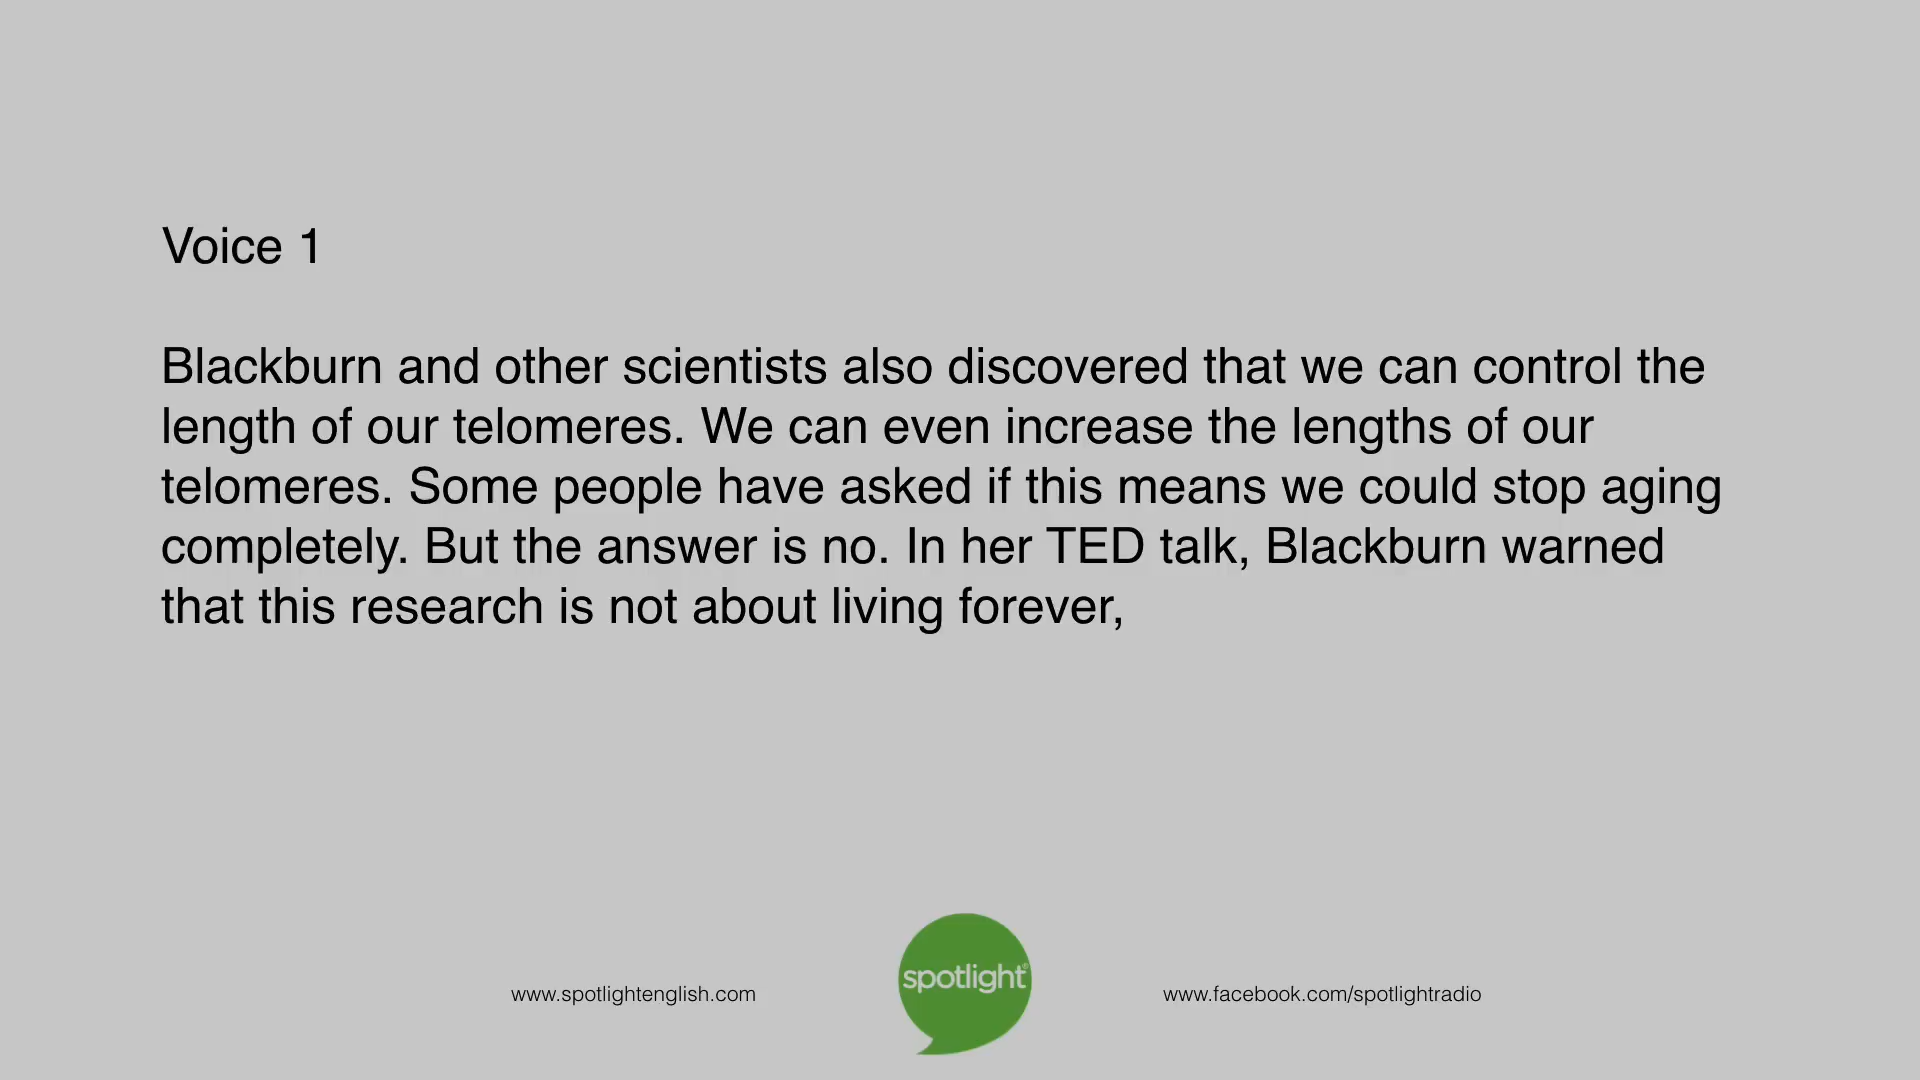 Voice 1
Blackburn and other scientists also discovered that we can control the
length of our telomeres. We can even increase the lengths of our
telomeres. Some people have asked if this means we could stop aging
completely. But the answer is no. In her TED talk, Blackburn warned
that this research is not about living forever,
spotlight®
www.spotlightenglish.com
www.facebook.com/spotlightradio